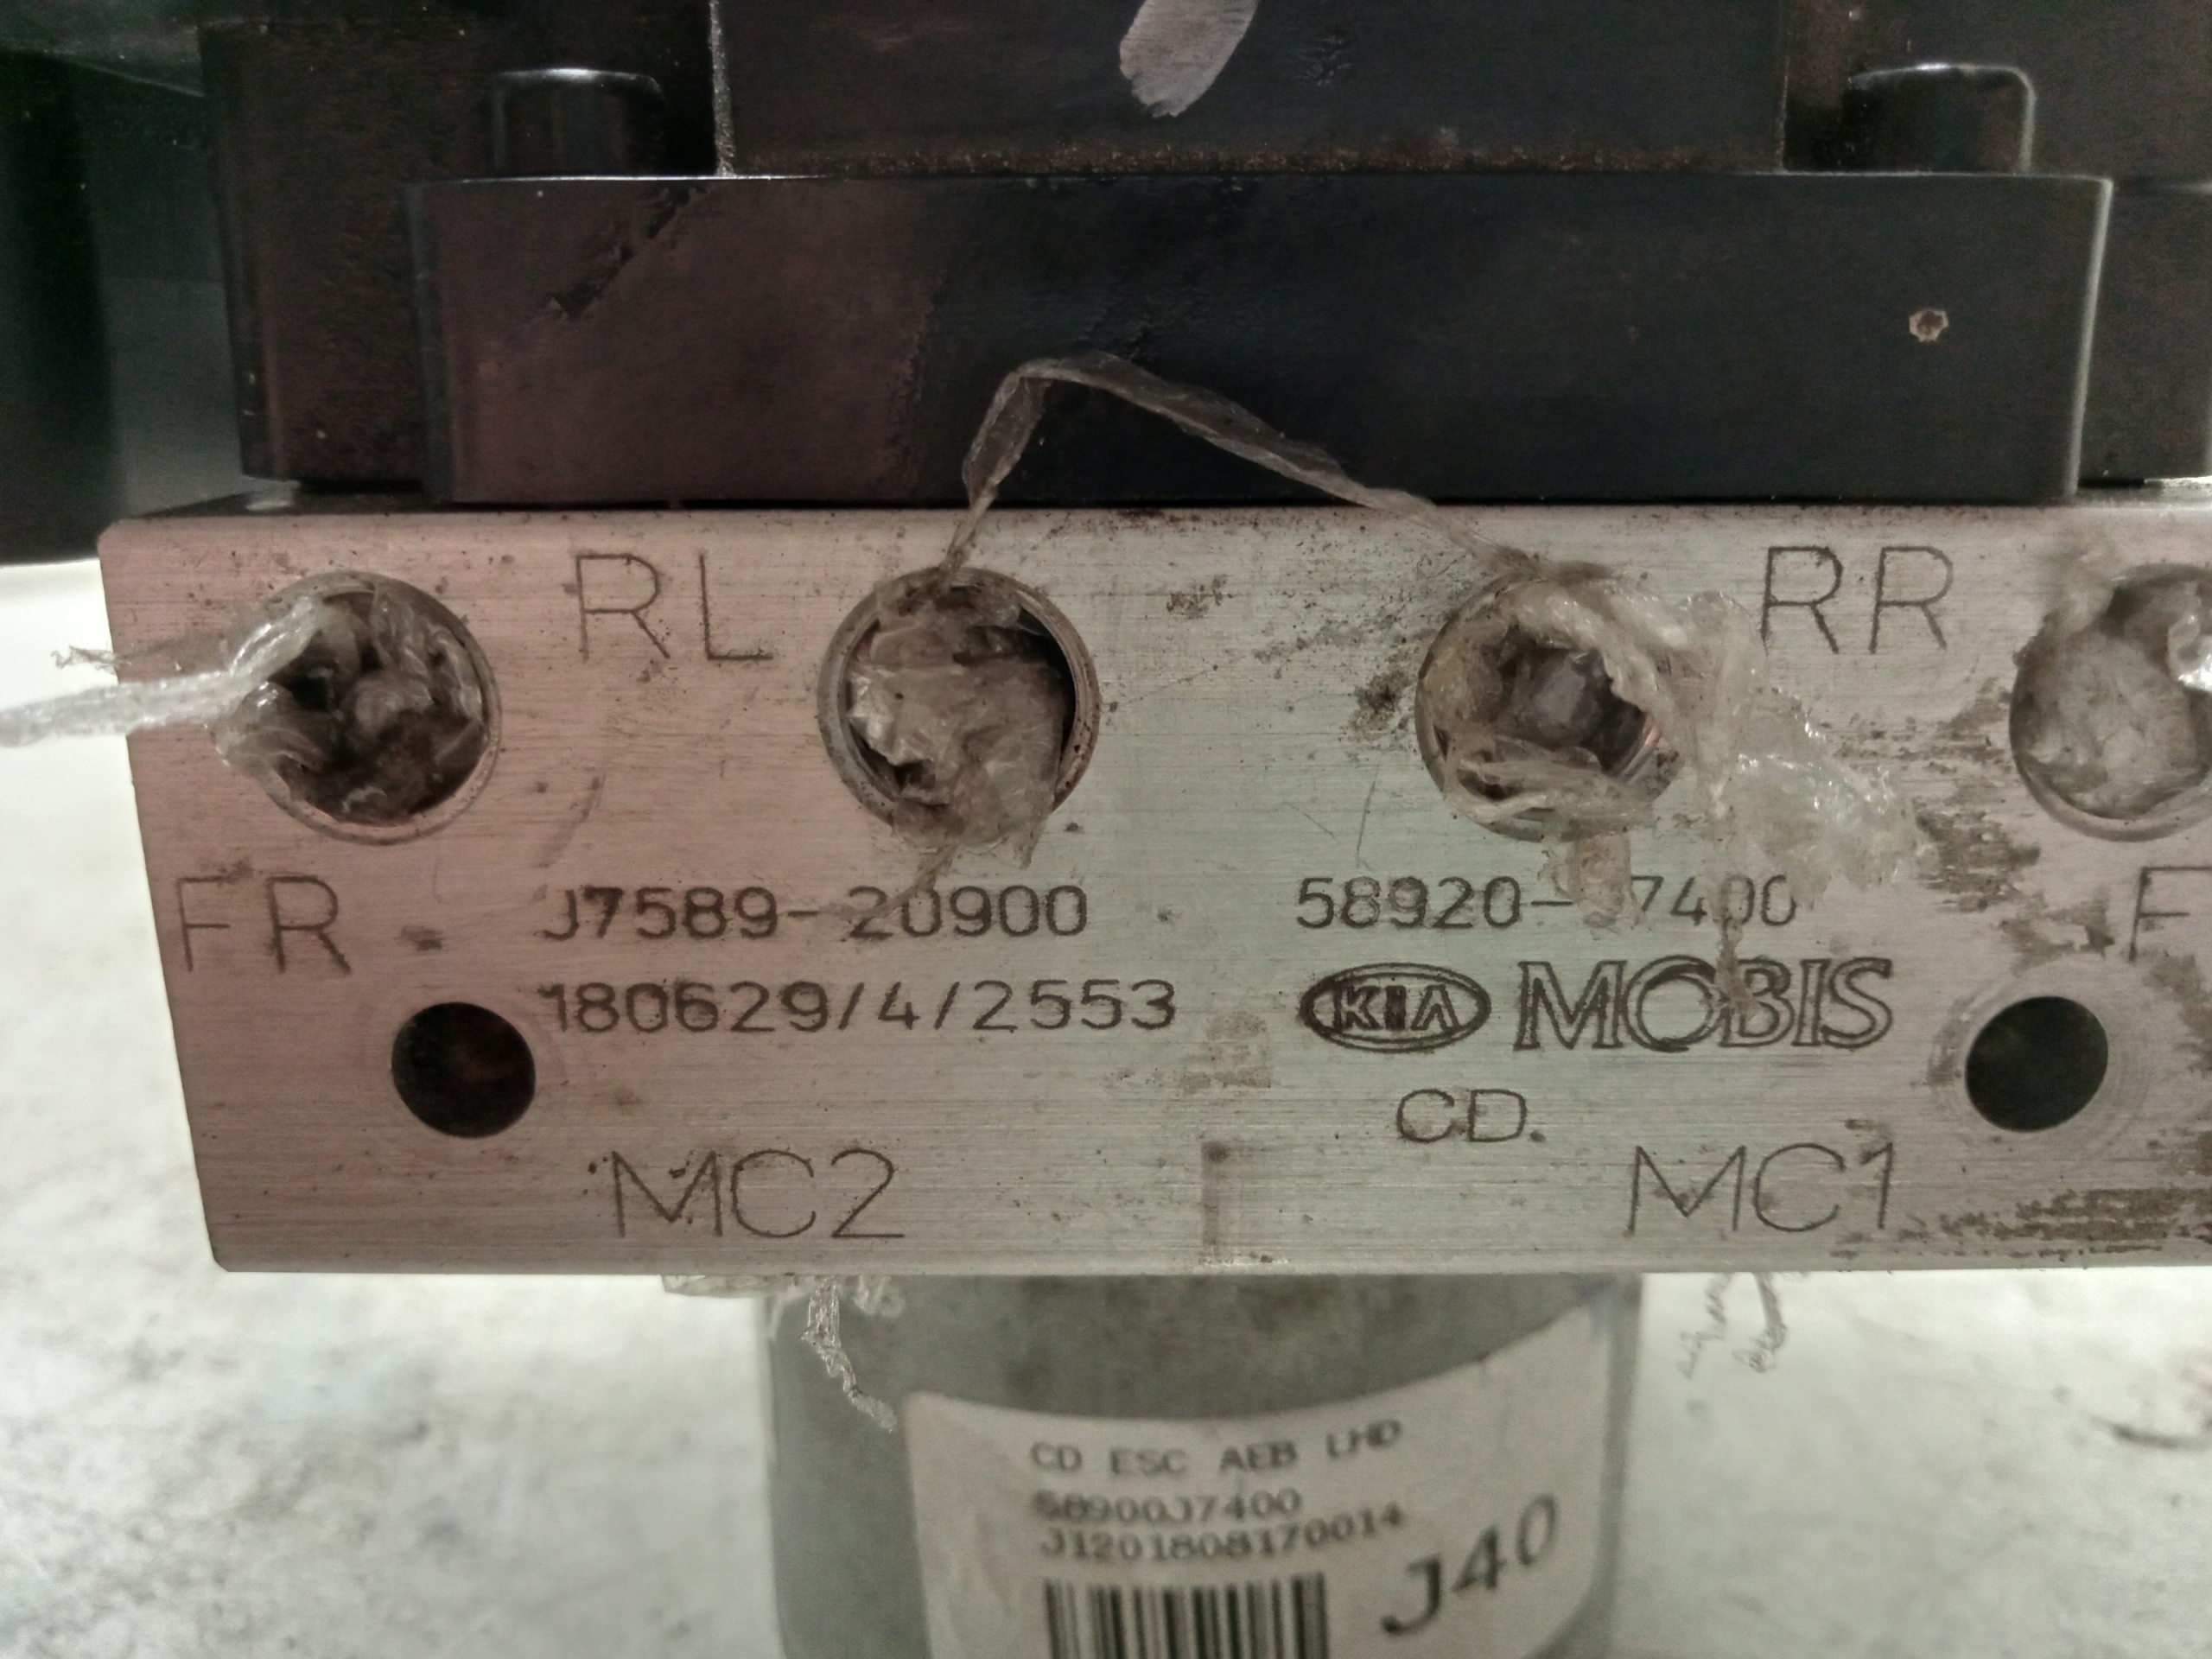 RL
RR
FR
J7589-20900
58920-
7400
180629/4/2553
KIA MOBIS
CD.
MC2
MC1
CD ESC AEB LHD
58900J7400
J1201808170014
J40